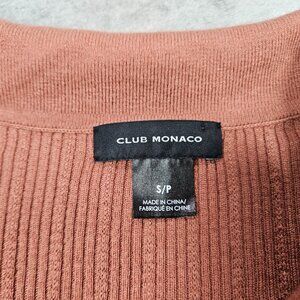 CLUB MONACO
S/P
MADE IN CHINA/
FABRIQUÉ EN CHINE